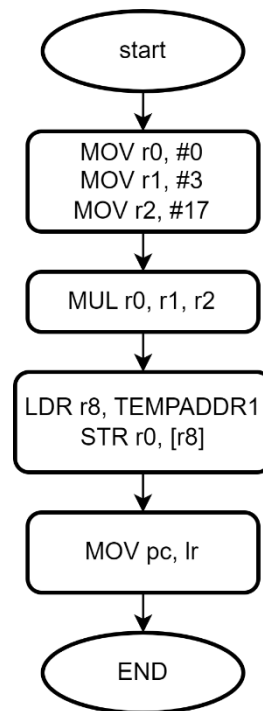 start
MOV r0, #0
MOV r1, #3
MOV r2, #17
MUL r0, r1, r2
LDR r8, TEMPADDR1
STR r0, [r8]
MOV pc, lr
END